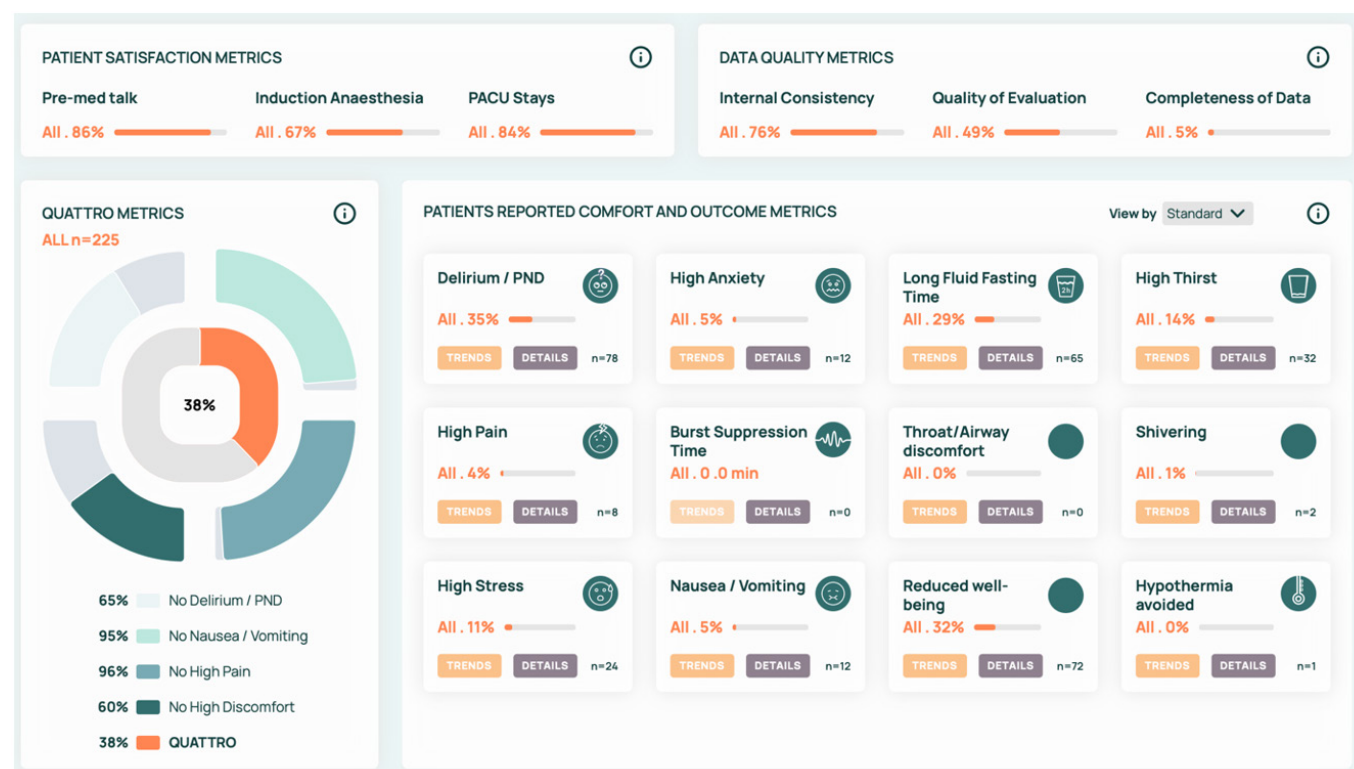 PATIENT SATISFACTION METRICS
Pre-med talk
All . 86%
Induction Anaesthesia
All . 67%
PACU Stays
All . 84%
DATA QUALITY METRICS
Internal Consistency
All . 76%
Quality of Evaluation
All . 49%
Completeness of Data
All . 5%
QUATTRO METRICS
ALL n=225
38%
65% No Delirium / PND
95% No Nausea / Vomiting
96% No High Pain
60% No High Discomfort
38% QUATTRO
PATIENTS REPORTED COMFORT AND OUTCOME METRICS
View by Standard
Delirium / PND
All . 35%
TRENDS DETAILS n=78
High Anxiety
All . 5%
TRENDS DETAILS n=12
Long Fluid Fasting
Time
2h
All . 29%
TRENDS DETAILS n=65
High Thirst
All . 14%
TRENDS DETAILS n=32
High Pain
All . 4%
TRENDS DETAILS n=8
Burst Suppression
Time
All . 0 .0 min
TRENDS DETAILS n=0
Throat/Airway
discomfort
All . 0%
TRENDS DETAILS n=0
Shivering
All . 1%
TRENDS DETAILS n=2
High Stress
All . 11%
TRENDS DETAILS n=24
Nausea / Vomiting
All . 5%
TRENDS DETAILS n=12
Reduced well-
being
All . 32%
TRENDS DETAILS n=72
Hypothermia
avoided
All . 0%
TRENDS DETAILS n=1